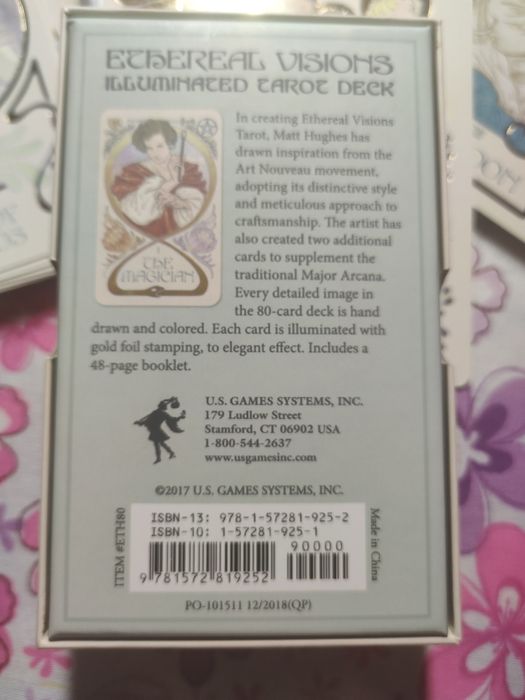 ETHEREAL VISIONS
ILLUMINATED TAROT DECK
In creating Ethereal Visions
Tarot, Matt Hughes has
drawn inspiration from the
Art Nouveau movement,
adopting its distinctive style
and meticulous approach to
craftsmanship. The artist has
also created two additional
cards to supplement the
traditional Major Arcana.
Every detailed image in
the 80-card deck is hand
drawn and colored. Each card is illuminated with
gold foil stamping, to elegant effect. Includes a
48-page booklet.
I
THE
MAGICIAN
U.S. GAMES SYSTEMS, INC.
179 Ludlow Street
Stamford, CT 06902 USA
1-800-544-2637
www.usgamesinc.com
©2017 U.S. GAMES SYSTEMS, INC.
ITEM #ETH80
ISBN-13: 978-1-57281-925-2
ISBN-10: 1-57281-925-1
90000
9 781572 819252
Made in China
PO-101511 12/2018(QP)